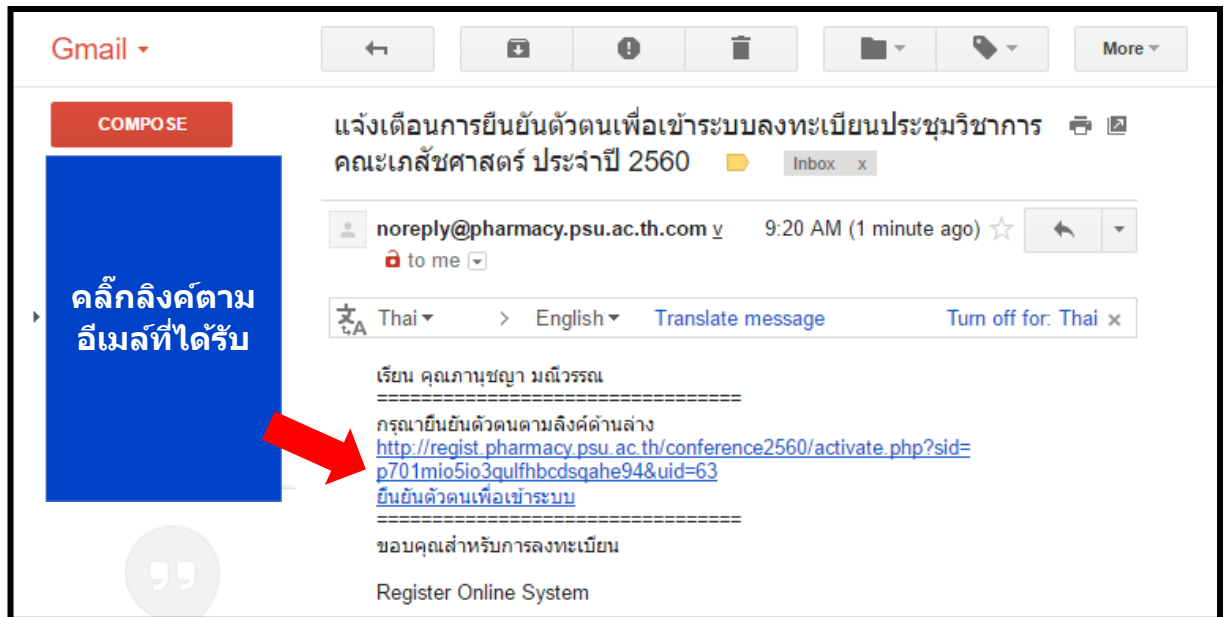 Gmail
More
COMPOSE
แจ้งเตือนการยืนยันตัวตนเพื่อเข้าระบบลงทะเบียนประชุมวิชาการ
คณะเภสัชศาสตร์ ประจำปี 2560 Inbox x
noreply@pharmacy.psu.ac.th.com v 9:20 AM (1 minute ago)
to me
คลิ๊กลิงค์ตาม
อีเมล์ที่ได้รับ
Thai > English Translate message Turn off for: Thai x
เรียน คุณภานุชญา มณีวรรณ
=================================
กรุณายืนยันตัวตนตามลิงค์ด้านล่าง
http://regist.pharmacy.psu.ac.th/conference2560/activate.php?sid=
p701mio5io3qulfhbcdsqahe94&uid=63
ยืนยันตัวตนเพื่อเข้าระบบ
=================================
ขอบคุณสำหรับการลงทะเบียน
Register Online System